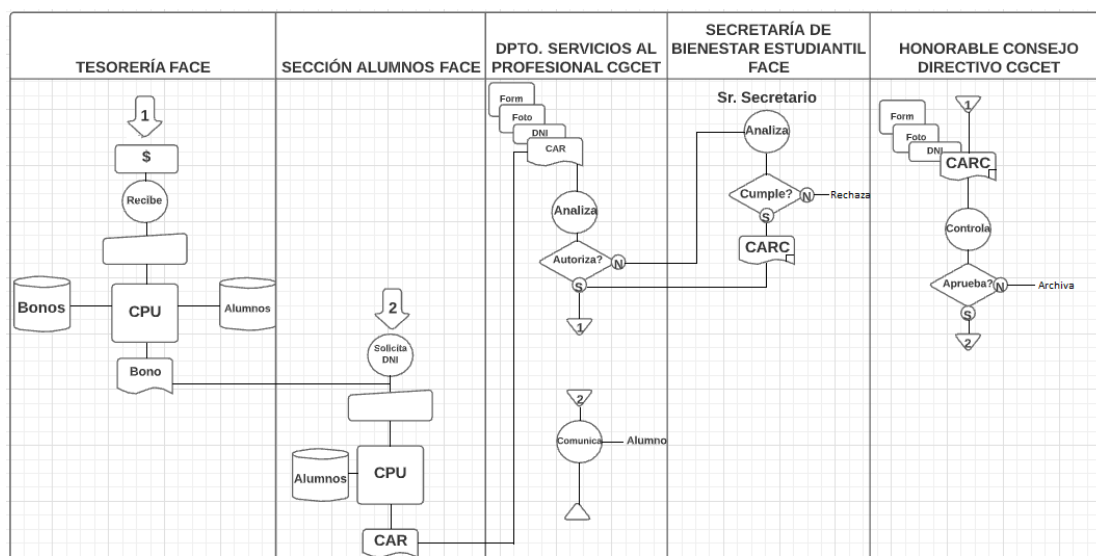 TESORERÍA FACE
SECCIÓN ALUMNOS FACE
DPTO. SERVICIOS AL
PROFESIONAL CGCET
SECRETARÍA DE
BIENESTAR ESTUDIANTIL
FACE
HONORABLE CONSEJO
DIRECTIVO CGCET
1
$
Recibe
Bonos
CPU
Alumnos
Bono
2
Solicita
DNI
Alumnos
CPU
CAR
Form
Foto
DNI
CAR
Analiza
Autoriza?
N
S
1
2
Comunica
Alumno
Sr. Secretario
Analiza
Cumple?
N
Rechaza
S
CARC
1
Form
Foto
DNI
CARC
Controla
Aprueba?
N
Archiva
S
2